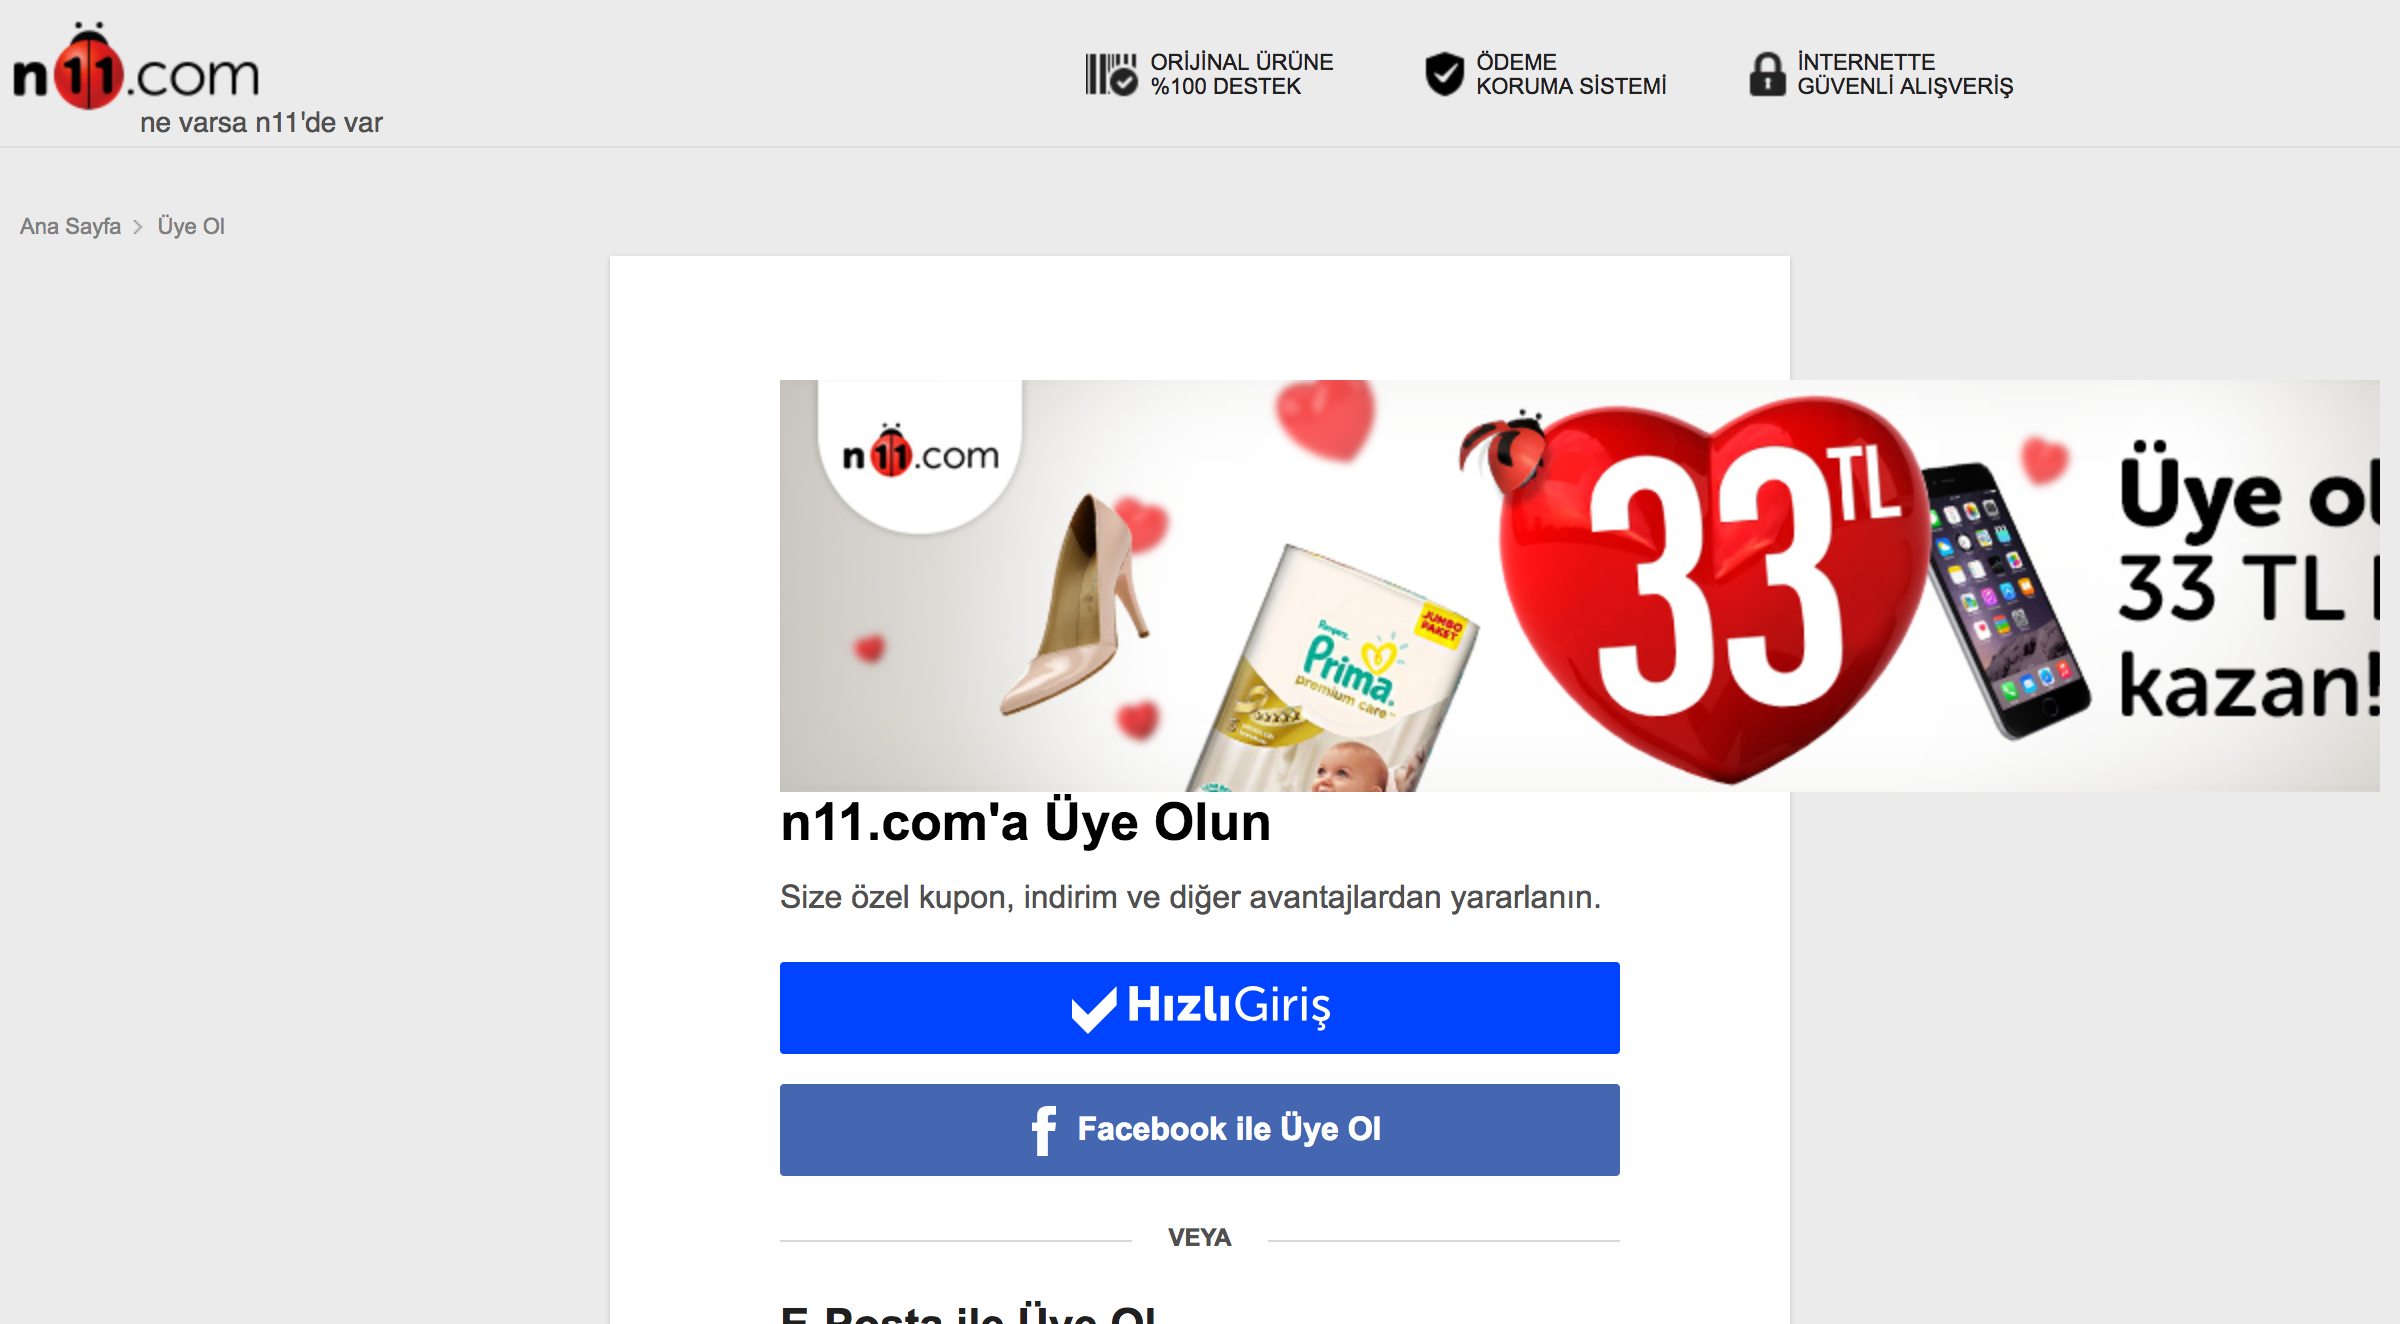 n11.com
ne varsa n11'de var
ORİJİNAL ÜRÜNE
%100 DESTEK
ÖDEME
KORUMA SİSTEMİ
İNTERNETTE
GÜVENLİ ALIŞVERİŞ
Ana Sayfa > Üye Ol
n11.com
33 TL
JUMBO
PAKET
Pampers
Prima
premium care
Üye ol
33 TL
kazan!
n11.com'a Üye Olun
Size özel kupon, indirim ve diğer avantajlardan yararlanın.
HızlıGiriş
f Facebook ile Üye Ol
VEYA
E-Posta ile Üye Ol